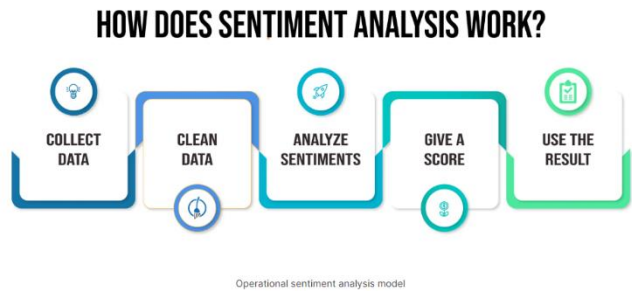 HOW DOES SENTIMENT ANALYSIS WORK?
COLLECT
DATA
CLEAN
DATA
ANALYZE
SENTIMENTS
GIVE A
SCORE
USE THE
RESULT
Operational sentiment analysis model